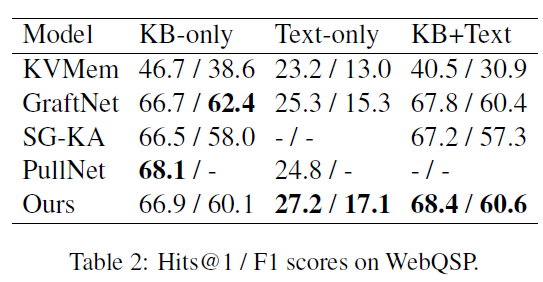 Model KB-only Text-only KB+Text
KVMem 46.7 / 38.6 23.2 / 13.0 40.5 / 30.9
GraftNet 66.7 / 62.4 25.3 / 15.3 67.8 / 60.4
SG-KA 66.5 / 58.0 - / - 67.2 / 57.3
PullNet 68.1 / - 24.8 / - - / -
Ours 66.9 / 60.1 27.2 / 17.1 68.4 / 60.6
Table 2: Hits@1 / F1 scores on WebQSP.